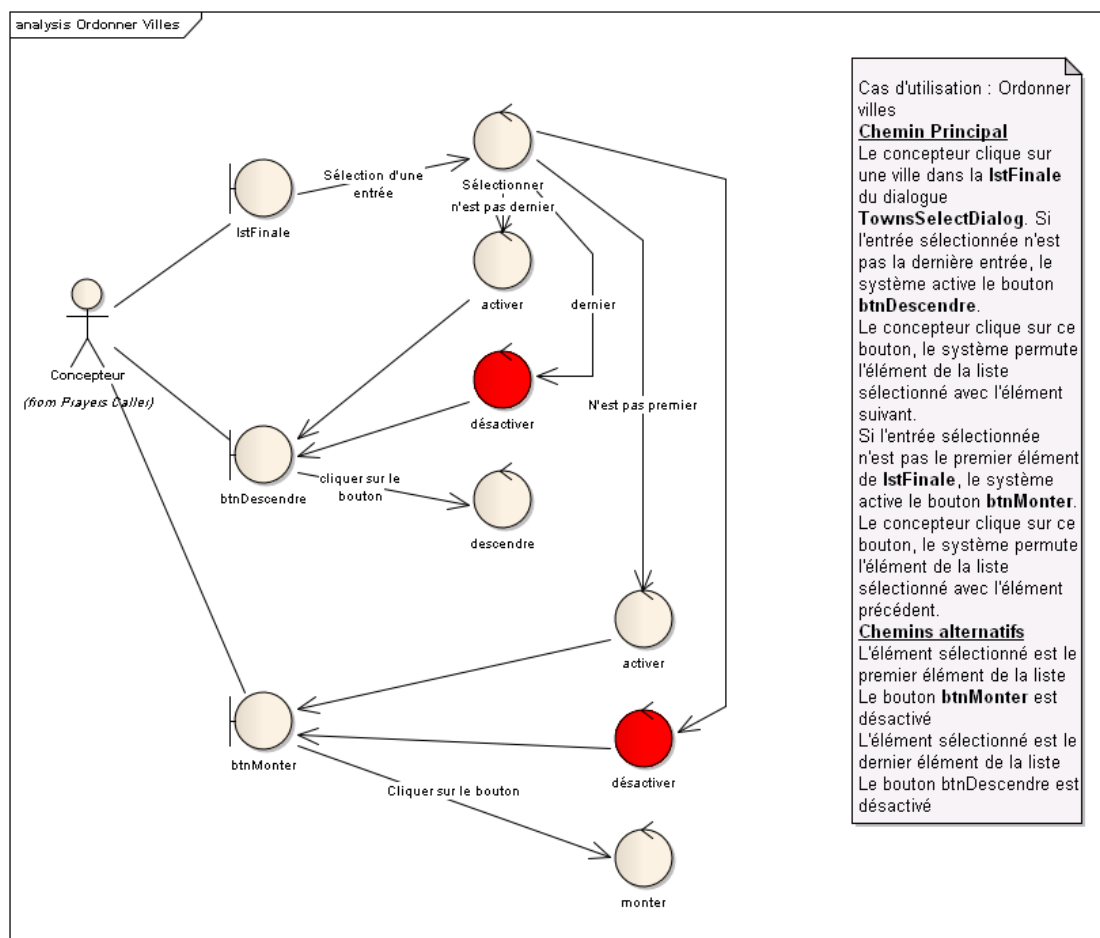 analysis Ordonner Villes
Sélection d'une
entrée
lstFinale
Sélectionner
n'est pas dernier
activer
dernier
désactiver
N'est pas premier
Concepteur
(from Prayers Caller)
btnDescendre
cliquer sur le
bouton
descendre
activer
btnMonter
désactiver
Cliquer sur le bouton
monter
Cas d'utilisation : Ordonner
villes
Chemin Principal
Le concepteur clique sur
une ville dans la lstFinale
du dialogue
TownsSelectDialog. Si
l'entrée sélectionnée n'est
pas la dernière entrée, le
système active le bouton
btnDescendre.
Le concepteur clique sur ce
bouton, le système permute
l'élément de la liste
sélectionné avec l'élément
suivant.
Si l'entrée sélectionnée
n'est pas le premier élément
de lstFinale, le système
active le bouton btnMonter.
Le concepteur clique sur ce
bouton, le système permute
l'élément de la liste
sélectionné avec l'élément
précédent.
Chemins alternatifs
L'élément sélectionné est le
premier élément de la liste
Le bouton btnMonter est
désactivé
L'élément sélectionné est le
dernier élément de la liste
Le bouton btnDescendre est
désactivé